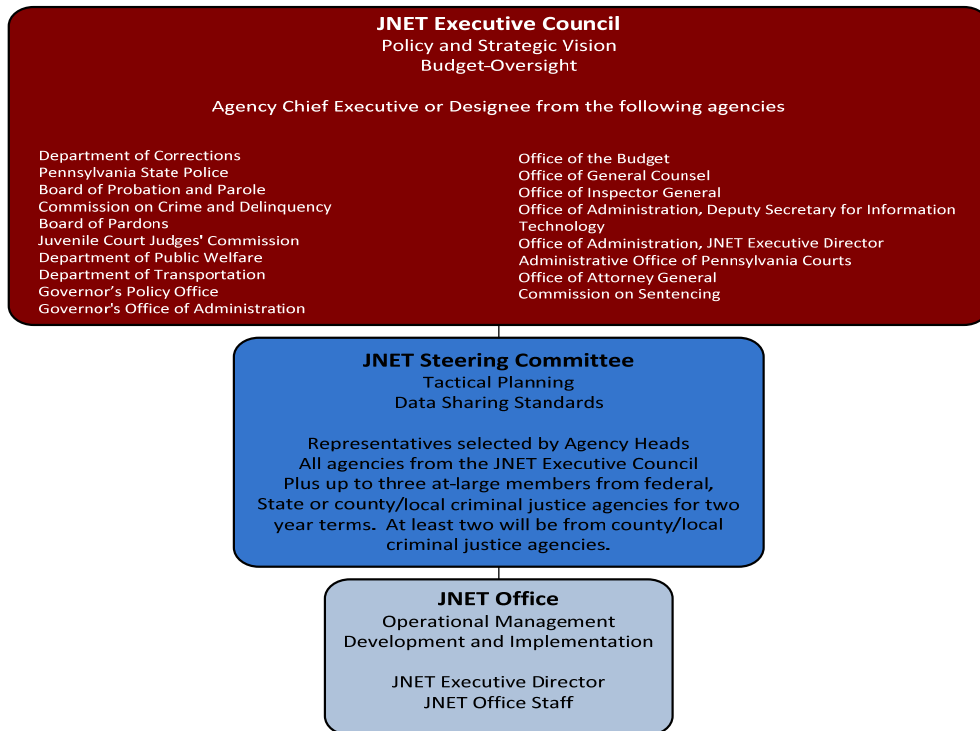 JNET Executive Council
Policy and Strategic Vision
Budget-Oversight
Agency Chief Executive or Designee from the following agencies
Department of Corrections
Pennsylvania State Police
Board of Probation and Parole
Commission on Crime and Delinquency
Board of Pardons
Juvenile Court Judges' Commission
Department of Public Welfare
Department of Transportation
Governor’s Policy Office
Governor's Office of Administration
Office of the Budget
Office of General Counsel
Office of Inspector General
Office of Administration, Deputy Secretary for Information
Technology
Office of Administration, JNET Executive Director
Administrative Office of Pennsylvania Courts
Office of Attorney General
Commission on Sentencing
JNET Steering Committee
Tactical Planning
Data Sharing Standards
Representatives selected by Agency Heads
All agencies from the JNET Executive Council
Plus up to three at-large members from federal,
State or county/local criminal justice agencies for two
year terms.  At least two will be from county/local
criminal justice agencies.
JNET Office
Operational Management
Development and Implementation
JNET Executive Director
JNET Office Staff